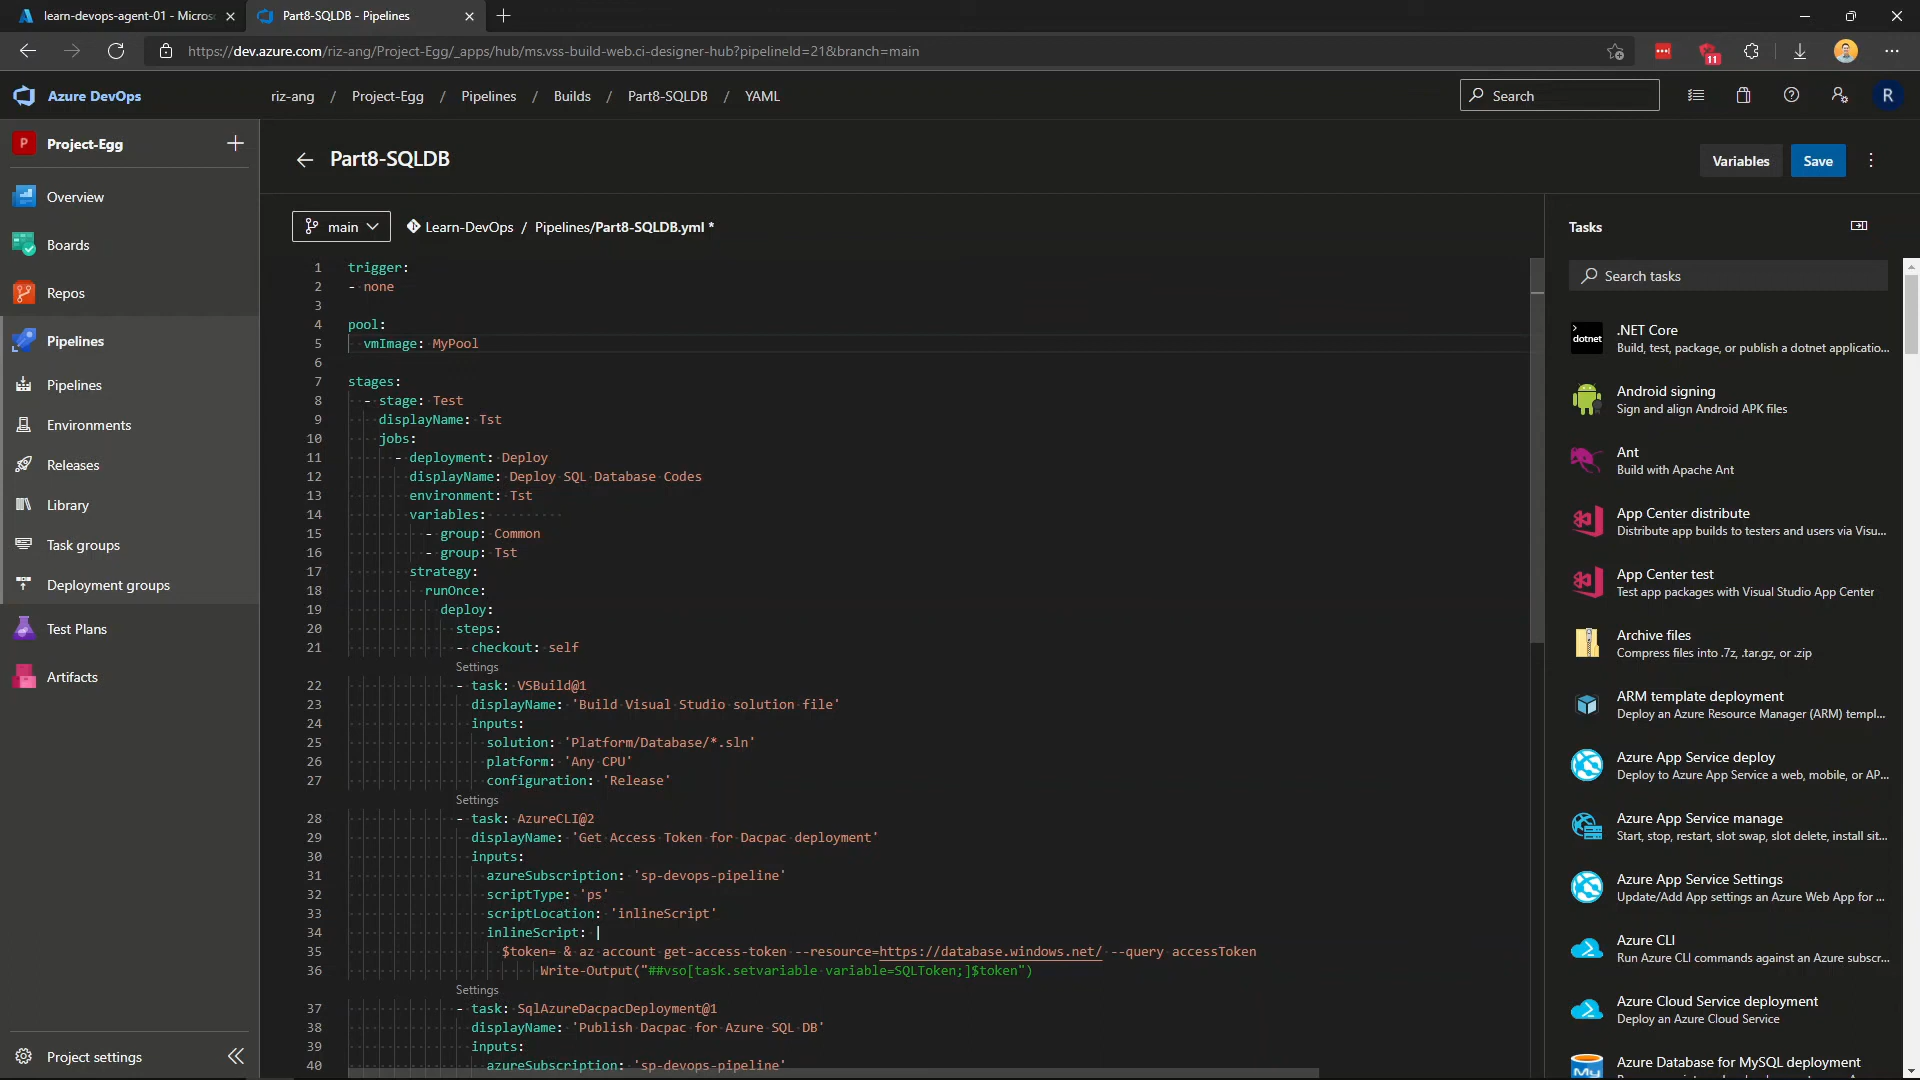 learn-devops-agent-01 - Micros
Part8-SQLDB - Pipelines
https://dev.azure.com/riz-ang/Project-Egg/_apps/hub/ms.vss-build-web.ci-designer-hub?pipelineId=21&branch=main
11
Azure DevOps
riz-ang / Project-Egg / Pipelines / Builds / Part8-SQLDB / YAML
Search
R
P Project-Egg
Overview
Boards
Repos
Pipelines
Pipelines
Environments
Releases
Library
Task groups
Deployment groups
Test Plans
Artifacts
Project settings
Part8-SQLDB
Variables
Save
main
Learn-DevOps / Pipelines/Part8-SQLDB.yml *
1 trigger:
2 - none
3
4 pool:
5 vmImage: MyPool
6
7 stages:
8 - stage: Test
9 displayName: Tst
10 jobs:
11 - deployment: Deploy
12 displayName: Deploy SQL Database Codes
13 environment: Tst
14 variables:
15 - group: Common
16 - group: Tst
17 strategy:
18 runOnce:
19 deploy:
20 steps:
21 - checkout: self
Settings
22 - task: VSBuild@1
23 displayName: 'Build Visual Studio solution file'
24 inputs:
25 solution: 'Platform/Database/*.sln'
26 platform: 'Any CPU'
27 configuration: 'Release'
Settings
28 - task: AzureCLI@2
29 displayName: 'Get Access Token for Dacpac deployment'
30 inputs:
31 azureSubscription: 'sp-devops-pipeline'
32 scriptType: 'ps'
33 scriptLocation: 'inlineScript'
34 inlineScript: |
35 $token= & az account get-access-token --resource=https://database.windows.net/ --query accessToken
36 Write-Output("##vso[task.setvariable variable=SQLToken;]$token")
Settings
37 - task: SqlAzureDacpacDeployment@1
38 displayName: 'Publish Dacpac for Azure SQL DB'
39 inputs:
40 azureSubscription: 'sp-devops-pipeline'
Tasks
Search tasks
dotnet
.NET Core
Build, test, package, or publish a dotnet applicatio...
Android signing
Sign and align Android APK files
Ant
Build with Apache Ant
App Center distribute
Distribute app builds to testers and users via Visu...
App Center test
Test app packages with Visual Studio App Center
Archive files
Compress files into .7z, .tar.gz, or .zip
ARM template deployment
Deploy an Azure Resource Manager (ARM) templ...
Azure App Service deploy
Deploy to Azure App Service a web, mobile, or AP...
Azure App Service manage
Start, stop, restart, slot swap, slot delete, install sit...
Azure App Service Settings
Update/Add App settings an Azure Web App for ...
Azure CLI
Run Azure CLI commands against an Azure subscr...
Azure Cloud Service deployment
Deploy an Azure Cloud Service
Azure Database for MySQL deployment
My